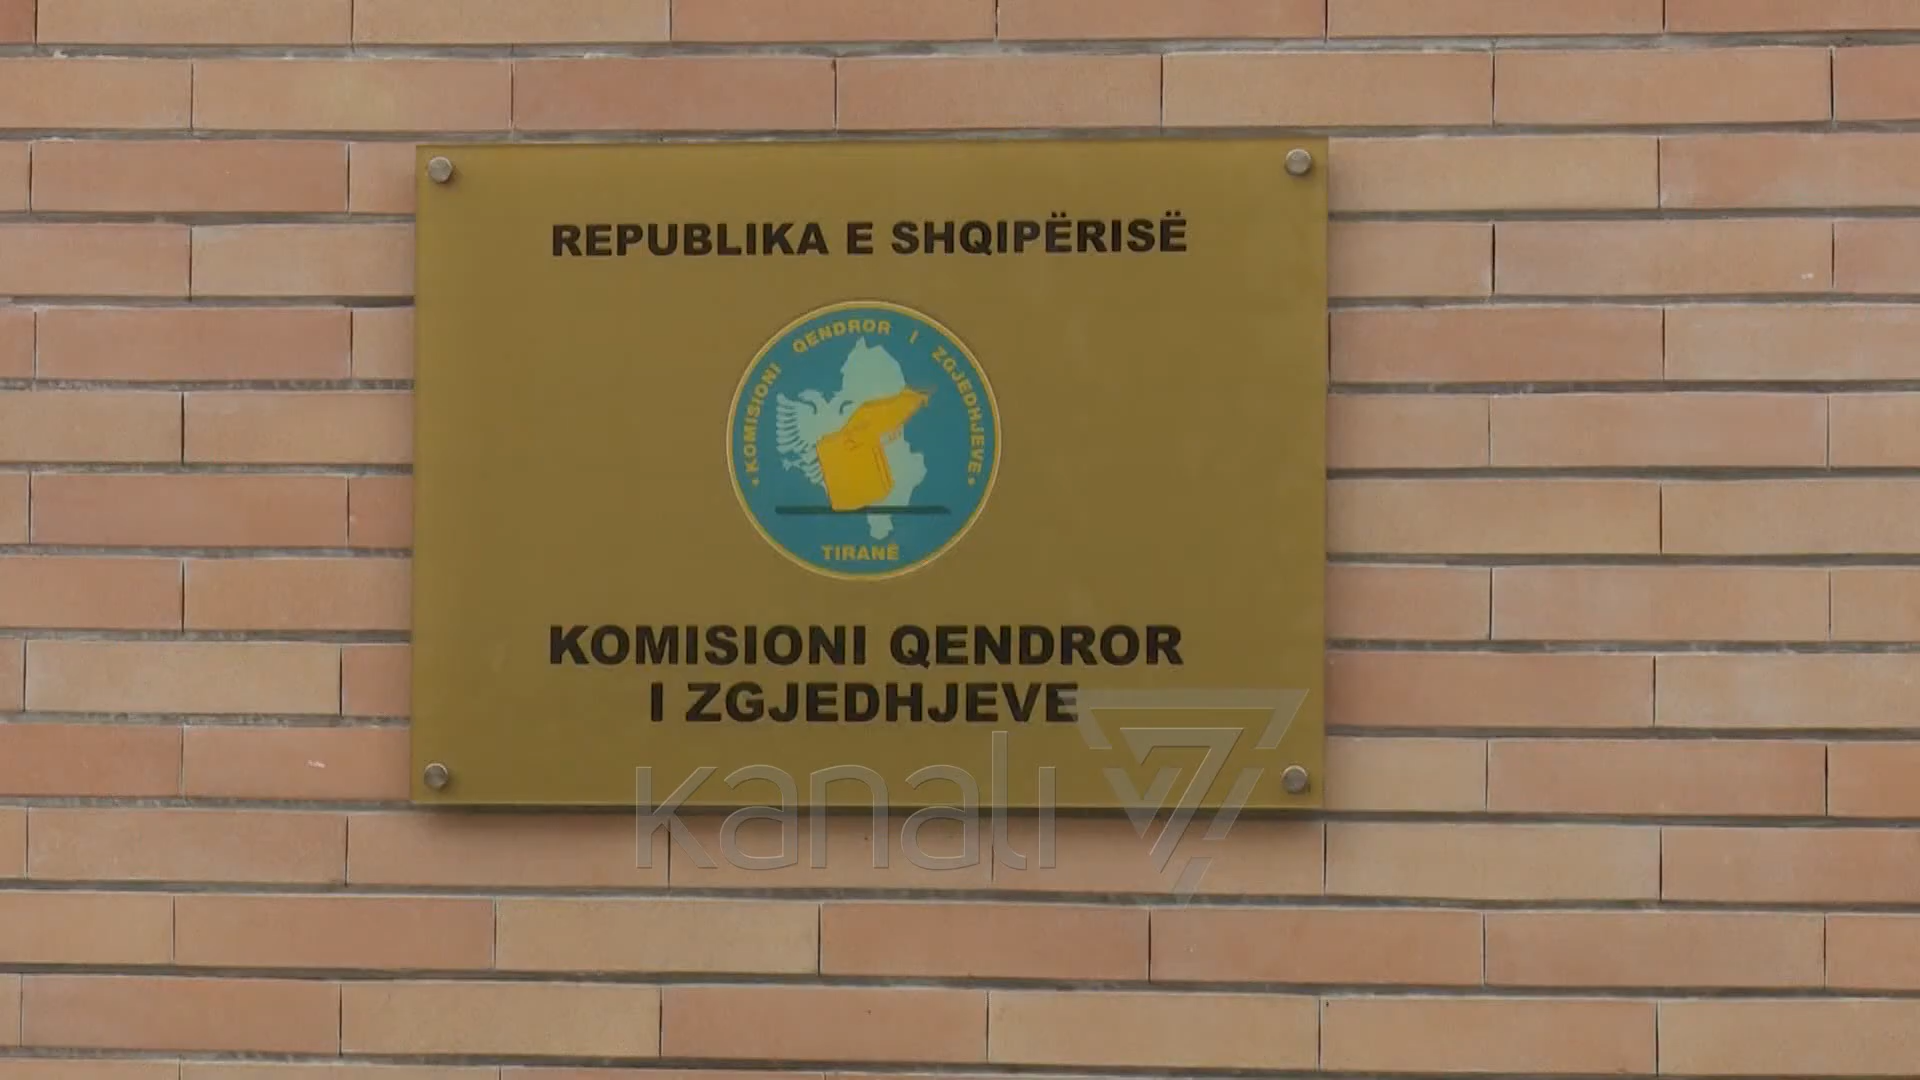 REPUBLIKA E SHQIPËRISË
• KOMISIONI QENDROR I ZGJEDHJEVE •
TIRANË
KOMISIONI QENDROR
I ZGJEDHJEVE
kanali 7